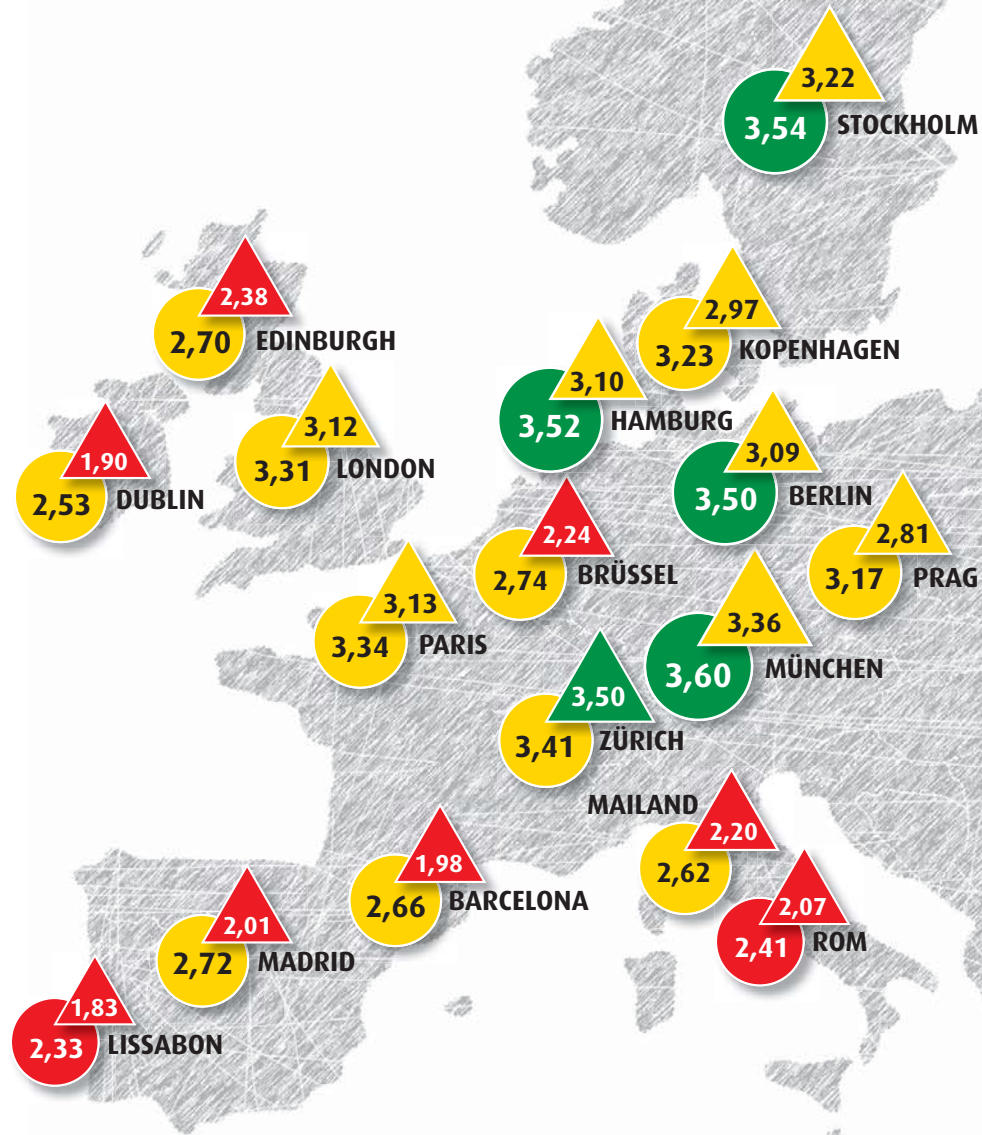 3,22
3,54 STOCKHOLM
2,38
2,70 EDINBURGH
2,97
3,23 KOPENHAGEN
3,10
3,52 HAMBURG
3,12
3,31 LONDON
3,09
3,50 BERLIN
1,90
2,53 DUBLIN
2,24
2,74 BRÜSSEL
2,81
3,17 PRAG
3,13
3,34 PARIS
3,36
3,60 MÜNCHEN
3,50
3,41 ZÜRICH
MAILAND
2,20
2,62
1,98
2,66 BARCELONA
2,07
2,41 ROM
2,01
2,72 MADRID
1,83
2,33 LISSABON